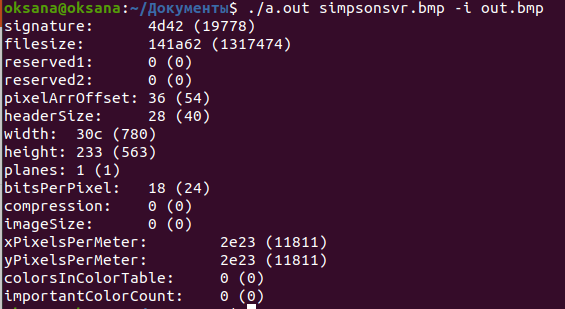 oksana@oksana:~/Документы$ ./a.out simpsonsvr.bmp -i out.bmp
signature: 4d42 (19778)
filesize: 141a62 (1317474)
reserved1: 0 (0)
reserved2: 0 (0)
pixelArrOffset: 36 (54)
headerSize: 28 (40)
width: 30c (780)
height: 233 (563)
planes: 1 (1)
bitsPerPixel: 18 (24)
compression: 0 (0)
imageSize: 0 (0)
xPixelsPerMeter: 2e23 (11811)
yPixelsPerMeter: 2e23 (11811)
colorsInColorTable: 0 (0)
importantColorCount: 0 (0)